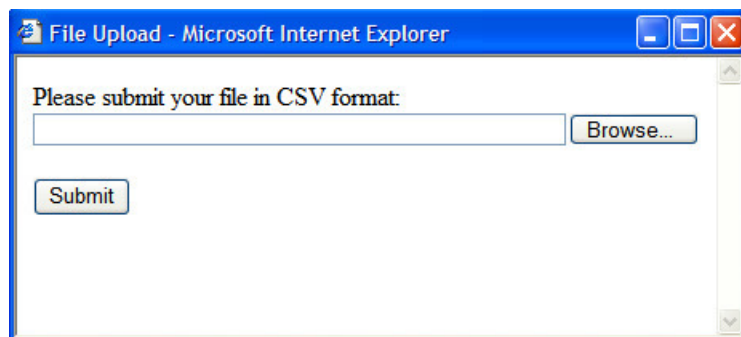 File Upload - Microsoft Internet Explorer
Please submit your file in CSV format:
Browse...
Submit